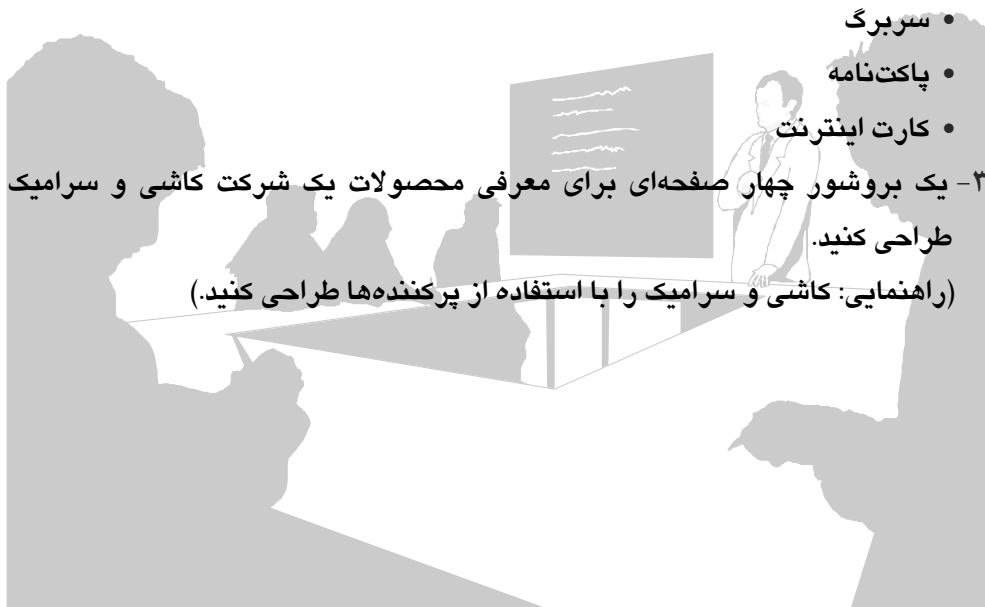 • سربرگ
• پاکت‌نامه
• کارت اینترنت
۳- یک بروشور چهار صفحه‌ای برای معرفی محصولات یک شرکت کاشی و سرامیک
طراحی کنید.
(راهنمایی: کاشی و سرامیک را با استفاده از پرکننده‌ها طراحی کنید.)